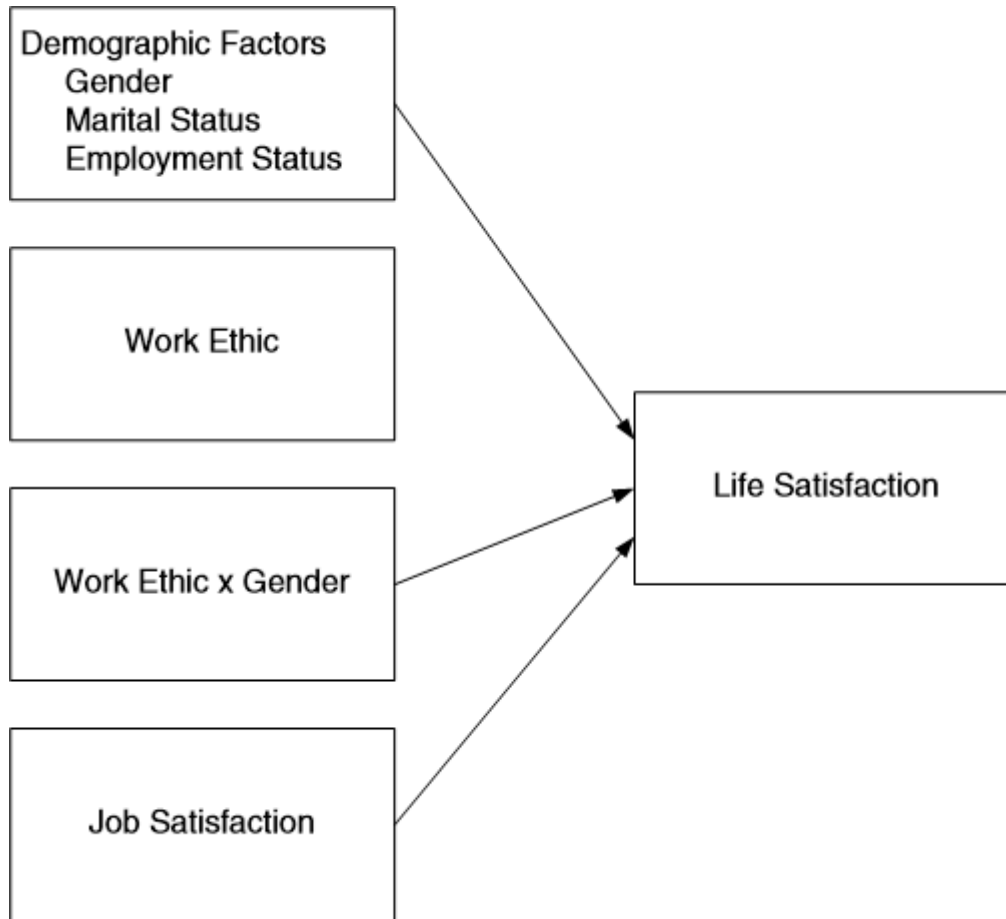 Demographic Factors
Gender
Marital Status
Employment Status
Work Ethic
Work Ethic x Gender
Job Satisfaction
Life Satisfaction